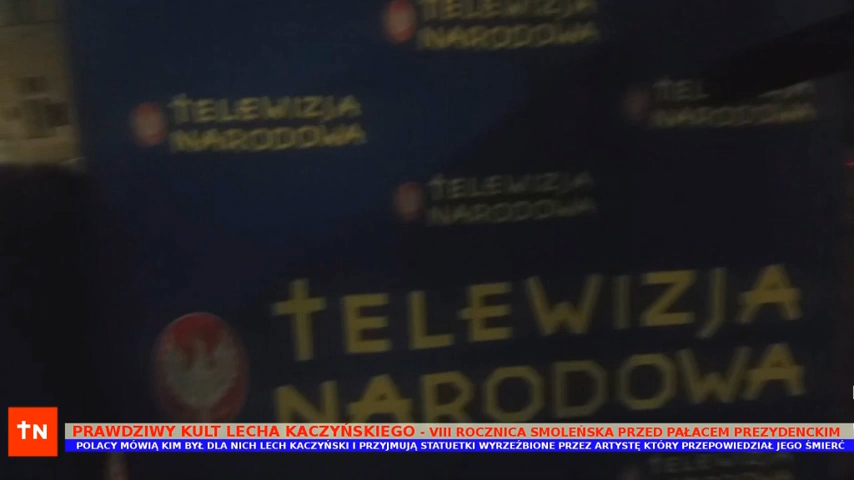 TELEWIZJA
NARODOWA
TELEWIZJA
NARODOWA
TEL
NARODOWA
TELEWIZJA
NARODOWA
TELEWIZJA
NARODOWA
TN
PRAWDZIWY KULT LECHA KACZYŃSKIEGO - VIII ROCZNICA SMOLEŃSKA PRZED PAŁACEM PREZYDENCKIM
POLACY MÓWIĄ KIM BYŁ DLA NICH LECH KACZYŃSKI I PRZYJMUJĄ STATUETKI WYRZEŹBIONE PRZEZ ARTYSTĘ KTÓRY PRZEPOWIEDZIAŁ JEGO ŚMIERĆ